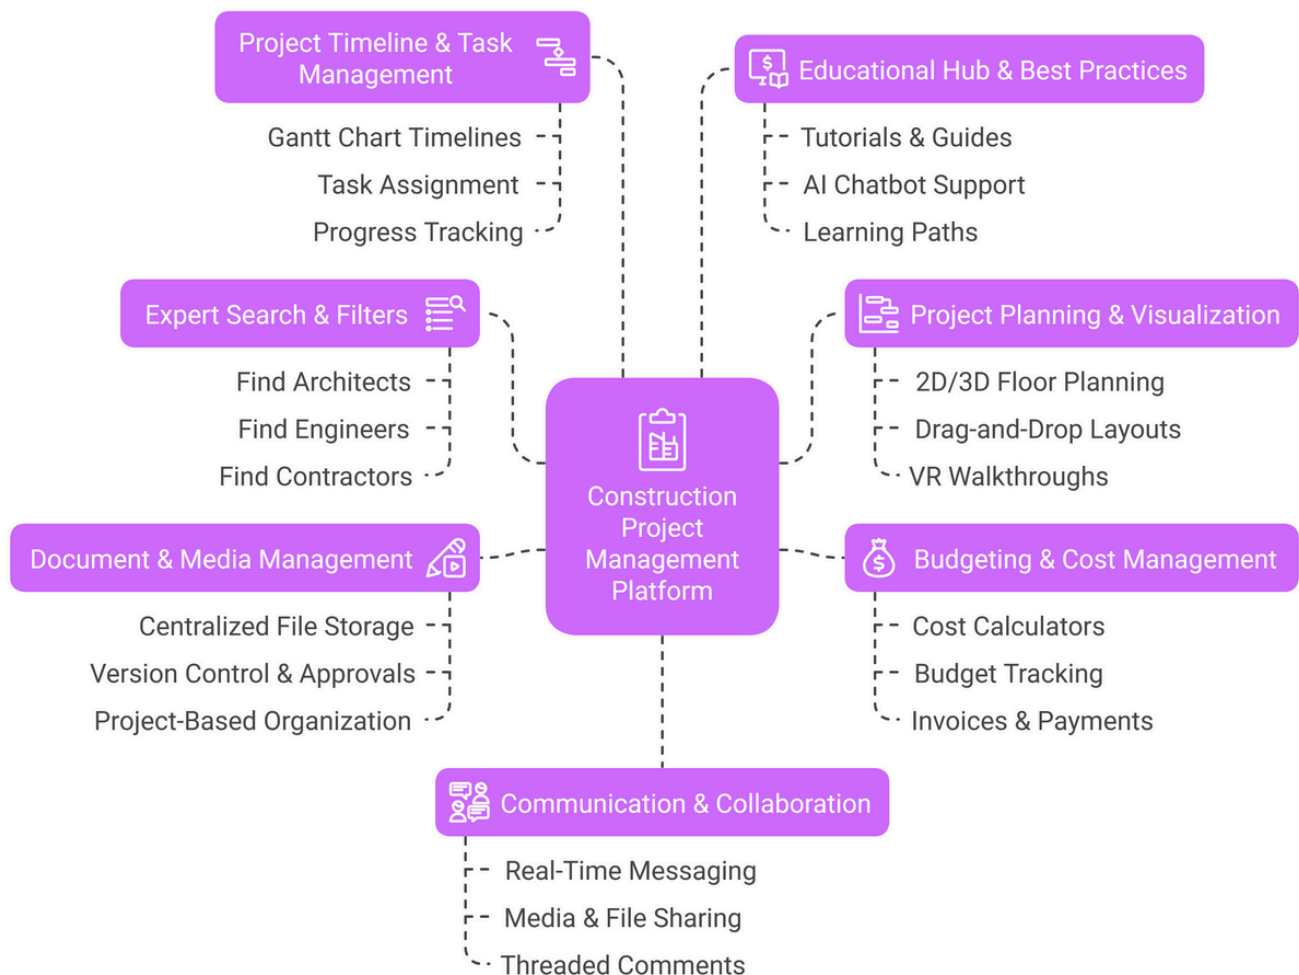 Project Timeline & Task
Management
Gantt Chart Timelines
Task Assignment
Progress Tracking
Educational Hub & Best Practices
Tutorials & Guides
AI Chatbot Support
Learning Paths
Expert Search & Filters
Find Architects
Find Engineers
Find Contractors
Project Planning & Visualization
2D/3D Floor Planning
Drag-and-Drop Layouts
VR Walkthroughs
Construction
Project
Management
Platform
Document & Media Management
Centralized File Storage
Version Control & Approvals
Project-Based Organization
Budgeting & Cost Management
Cost Calculators
Budget Tracking
Invoices & Payments
Communication & Collaboration
Real-Time Messaging
Media & File Sharing
Threaded Comments